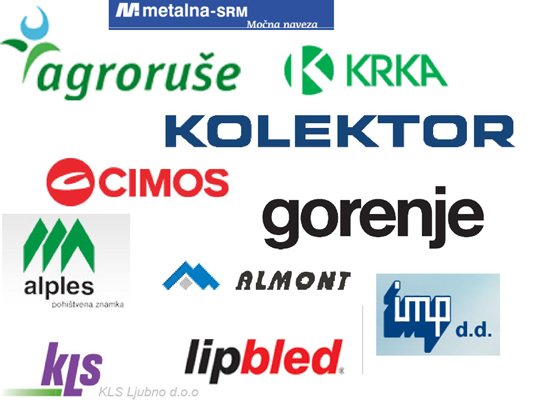 metalna-SRM
Močna naveza
agroruše
KRKA
KOLEKTOR
CIMOS
gorenje
alples
pohištvena znamka
ALMONT
imp d.d.
kls
KLS Ljubno d.o.o
lipbled®